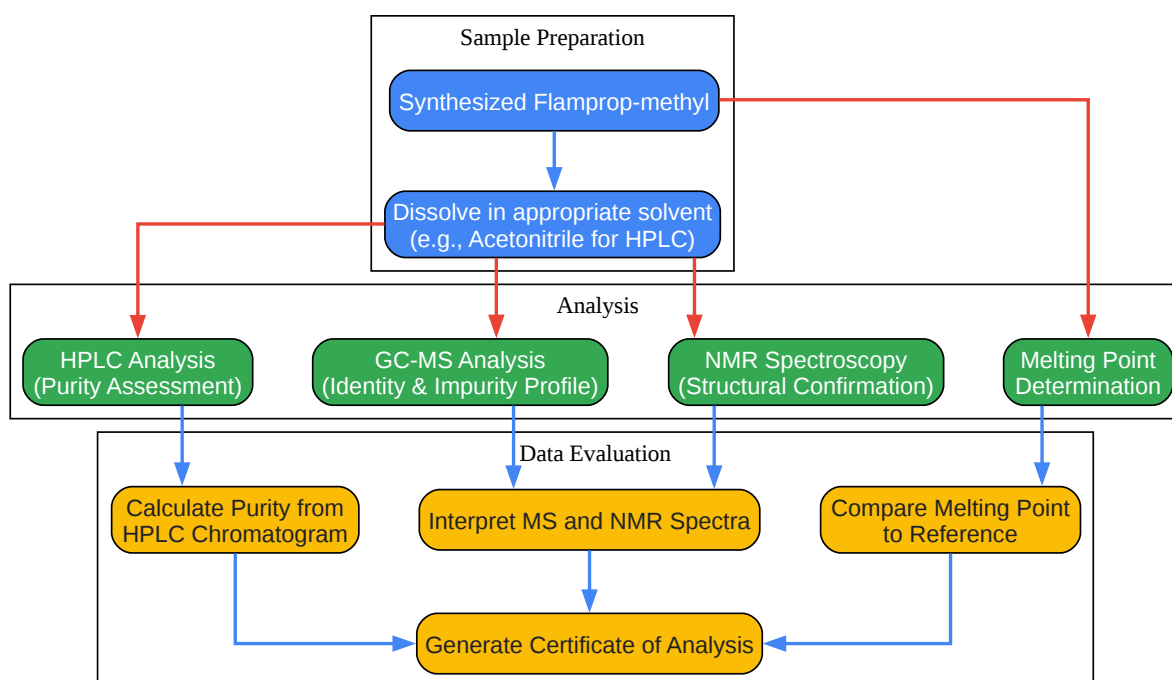 Sample Preparation
Synthesized Flamprop-methyl
Dissolve in appropriate solvent
(e.g., Acetonitrile for HPLC)
Analysis
HPLC Analysis
(Purity Assessment)
GC-MS Analysis
(Identity & Impurity Profile)
NMR Spectroscopy
(Structural Confirmation)
Melting Point
Determination
Data Evaluation
Calculate Purity from
HPLC Chromatogram
Interpret MS and NMR Spectra
Compare Melting Point
to Reference
Generate Certificate of Analysis